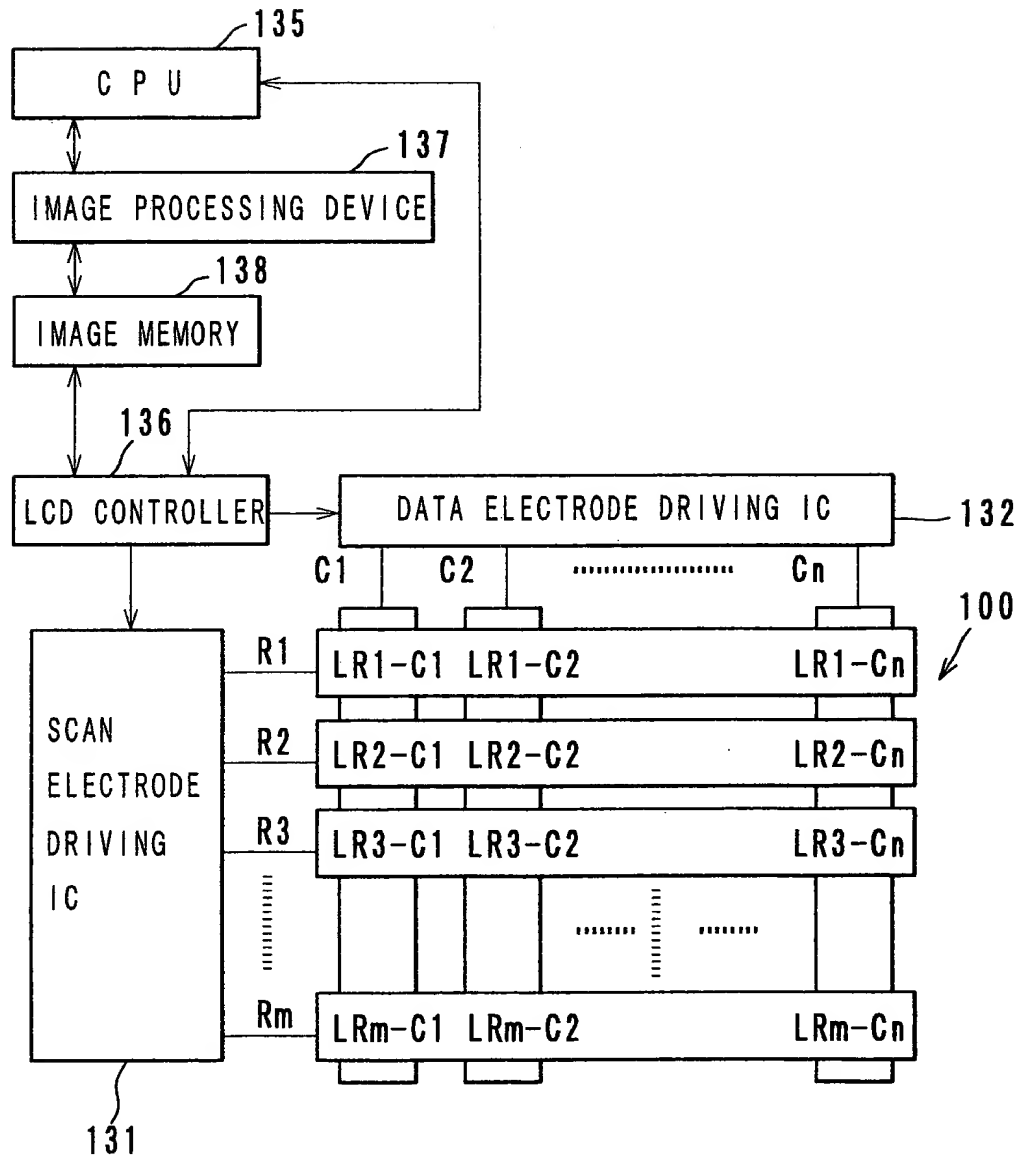 135
C P U
137
IMAGE PROCESSING DEVICE
138
IMAGE MEMORY
136
LCD CONTROLLER
DATA ELECTRODE DRIVING IC
132
C1 C2 Cn
100
R1 LR1-C1 LR1-C2 LR1-Cn
R2 LR2-C1 LR2-C2 LR2-Cn
R3 LR3-C1 LR3-C2 LR3-Cn
SCAN
ELECTRODE
DRIVING
IC
Rm LRm-C1 LRm-C2 LRm-Cn
131